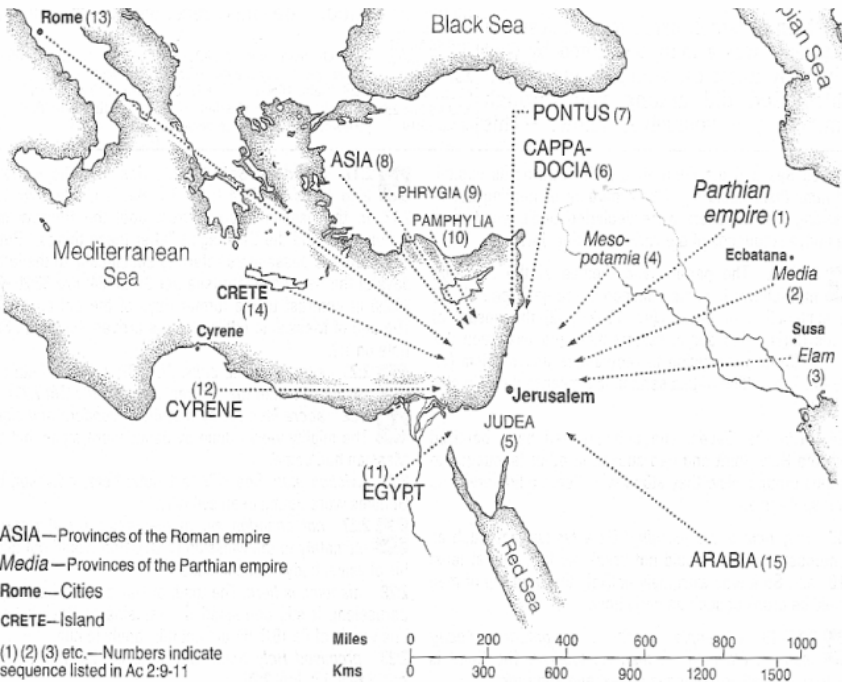 Rome (13)
Black Sea
pian Sea
PONTUS (7)
CAPPA-
DOCIA (6)
ASIA (8)
PHRYGIA (9)
PAMPHYLIA
(10)
Parthian
empire (1)
Meso-
potamia (4)
Ecbatana
Media
(2)
Mediterranean
Sea
CRETE
(14)
Cyrene
Susa
Elam
(3)
(12)
CYRENE
Jerusalem
JUDEA
(5)
(11)
EGYPT
Red Sea
ARABIA (15)
ASIA—Provinces of the Roman empire
Media—Provinces of the Parthian empire
Rome—Cities
CRETE—Island
(1) (2) (3) etc.—Numbers indicate
sequence listed in Ac 2:9-11
Miles 0 200 400 600 800 1000
Kms 0 300 600 900 1200 1500